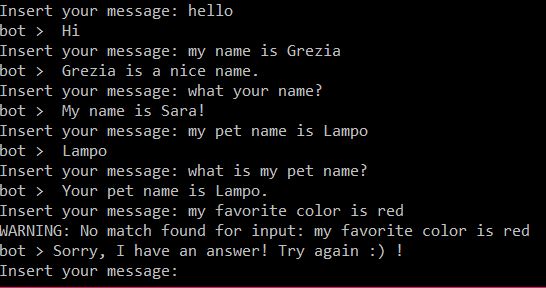 Insert your message: hello
bot >  Hi
Insert your message: my name is Grezia
bot >  Grezia is a nice name.
Insert your message: what your name?
bot >  My name is Sara!
Insert your message: my pet name is Lampo
bot >  Lampo
Insert your message: what is my pet name?
bot >  Your pet name is Lampo.
Insert your message: my favorite color is red
WARNING: No match found for input: my favorite color is red
bot > Sorry, I have an answer! Try again :) !
Insert your message: